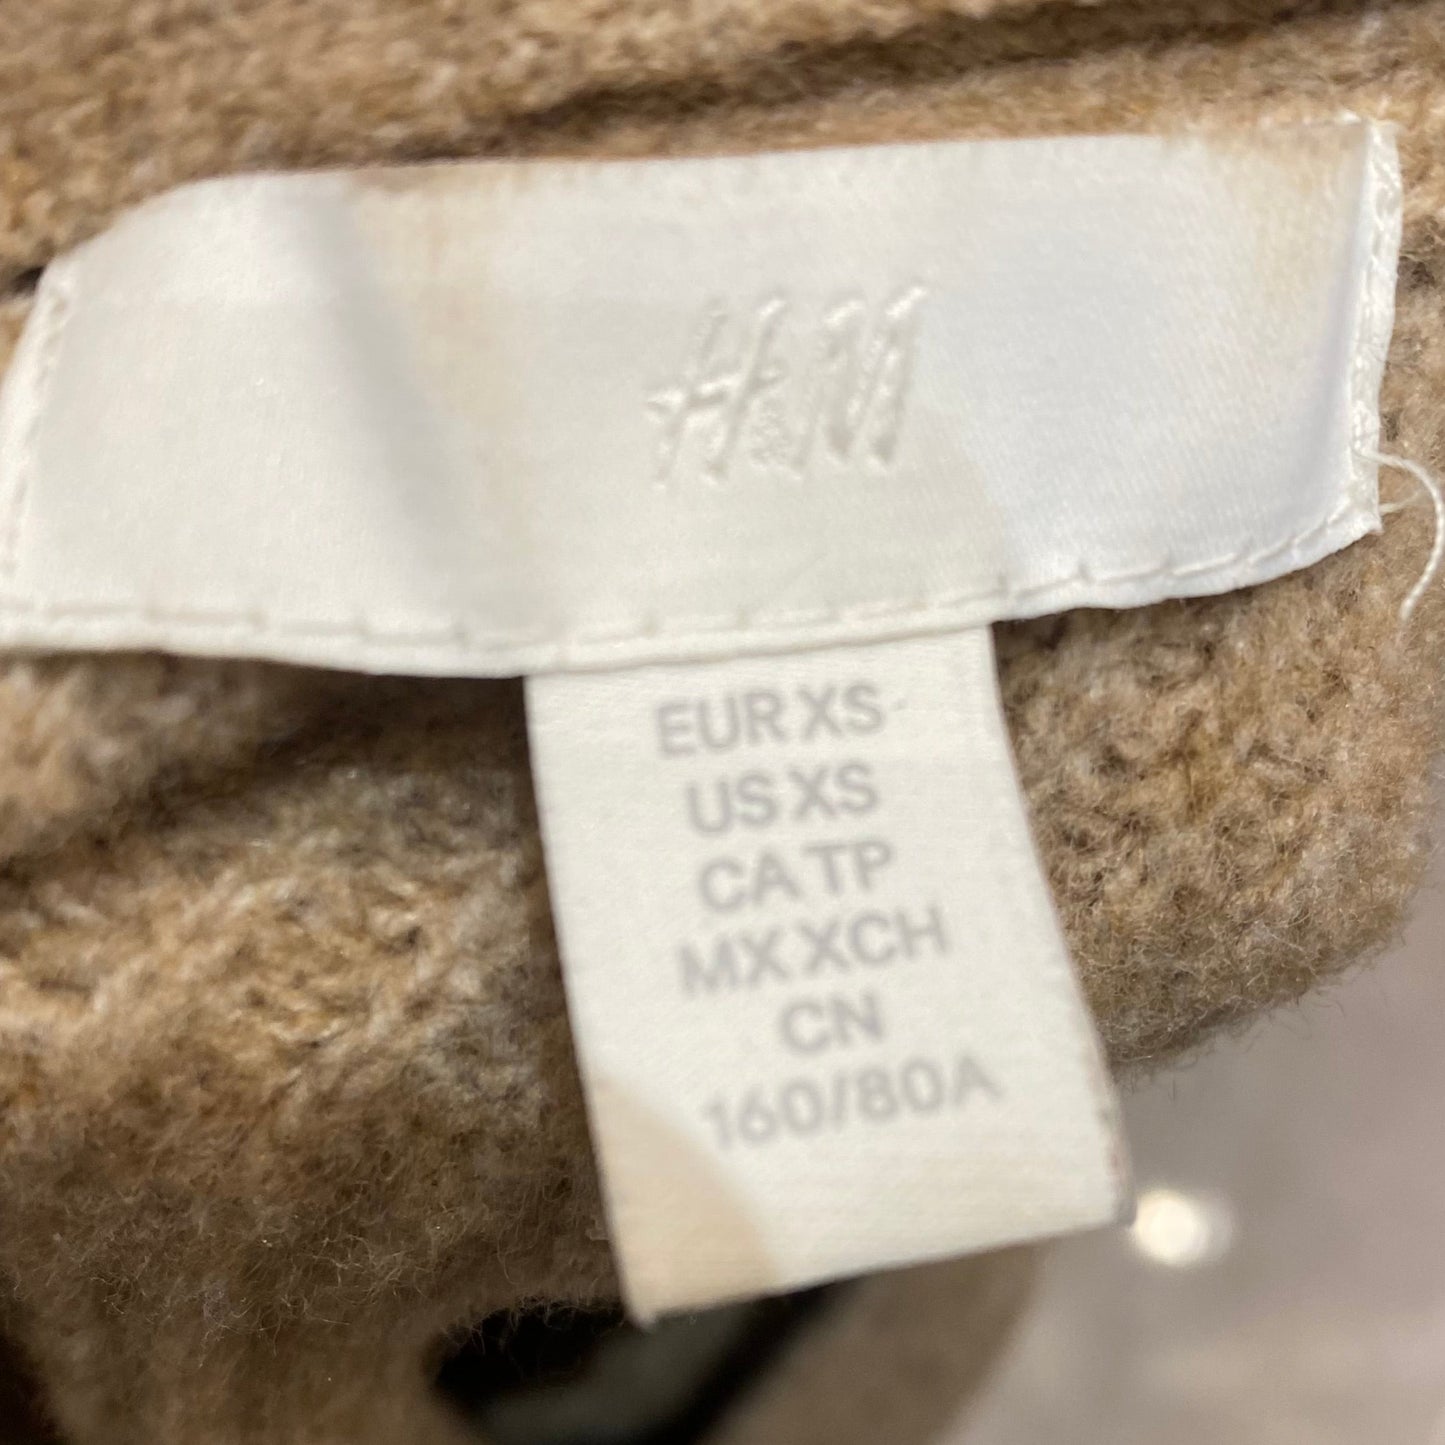 H&M
EUR XS
US XS
CA TP
MX XCH
CN
160/80A